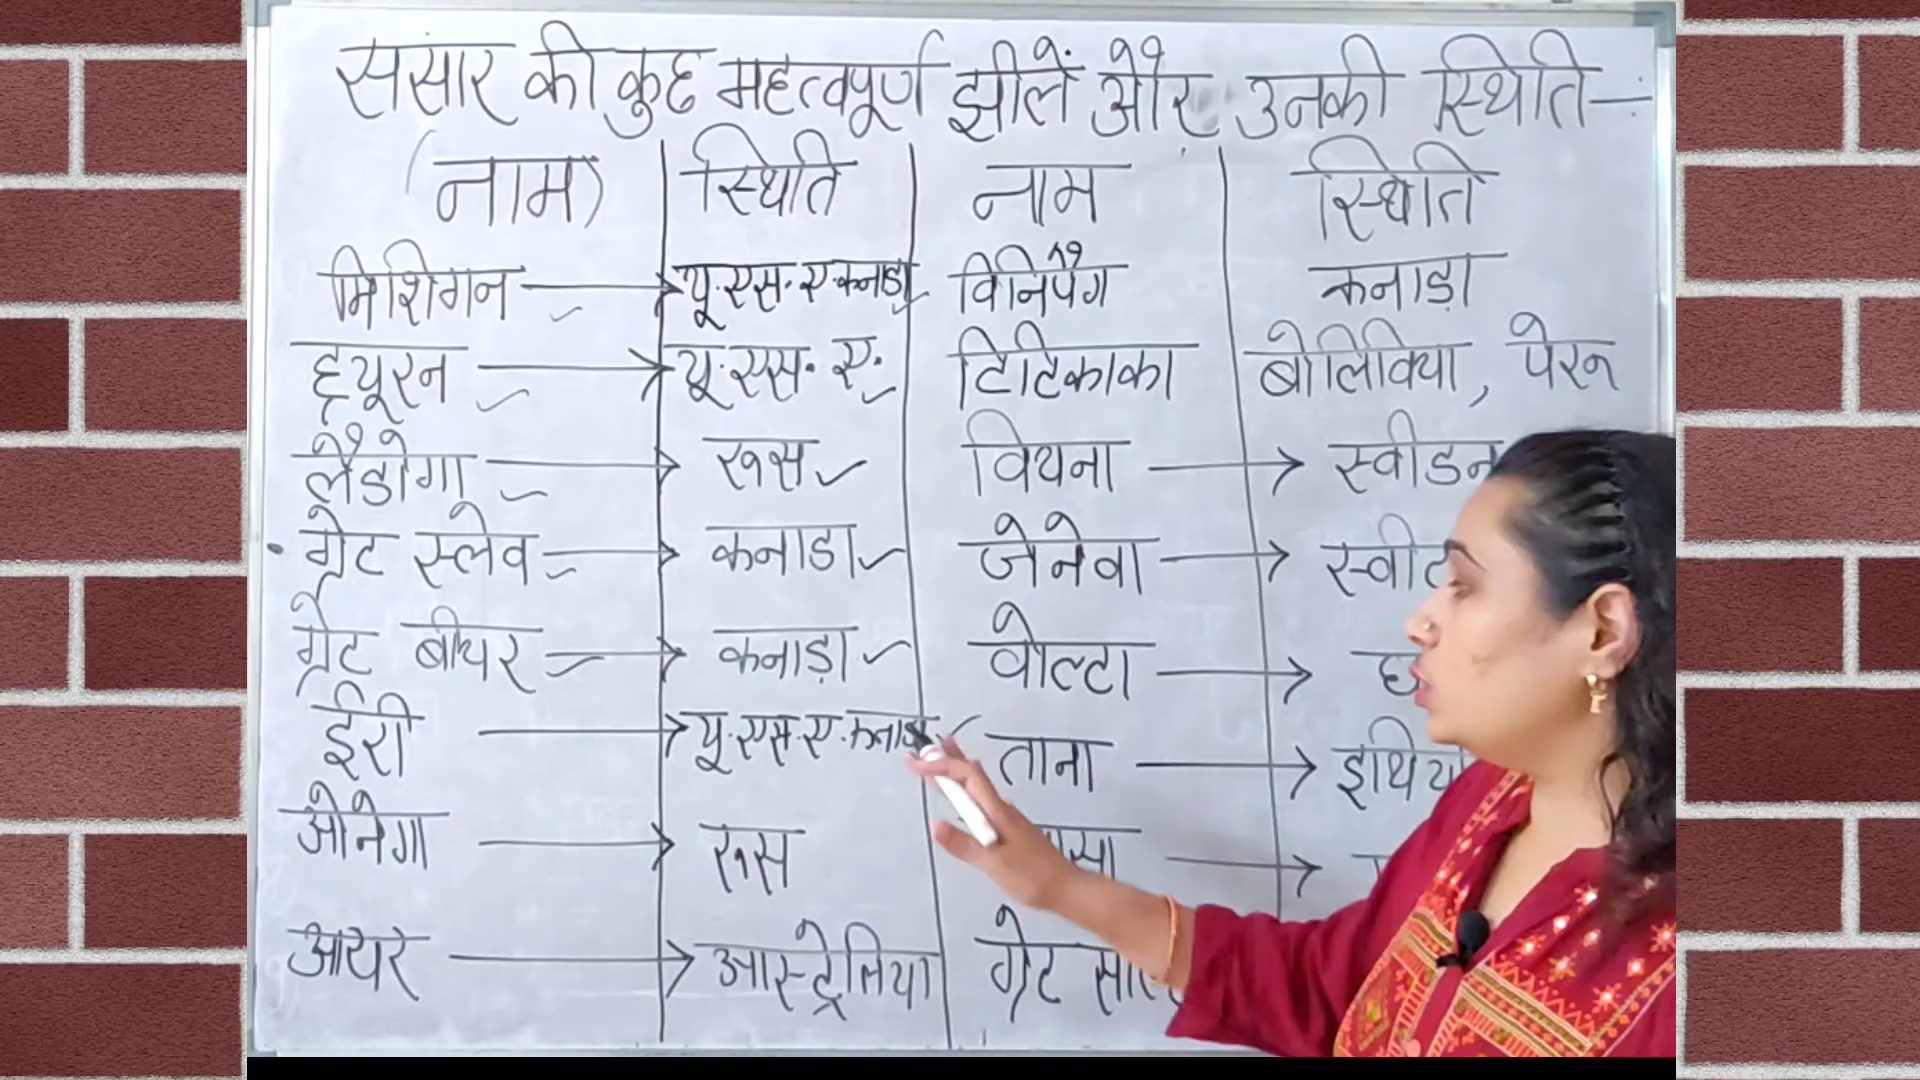 संसार की कुछ महत्वपूर्ण झीलें और उनकी स्थिति—
(नाम) स्थिति नाम स्थिति
मिशिगन यू.एस.ए.कनाडा विनिपैग कनाड़ा
ह्यूरन यू.एस.ए. टिटिकाका बोलिविया, पेरू
लैडोगा रूस वियना स्वीडन
ग्रेट स्लेव कनाडा जेनेवा
ग्रेट बीयर कनाड़ा वोल्टा
ईरी यू.एस.ए.कनाडा ताना
ओनेगा रूस
आयर आस्ट्रेलिया ग्रेट